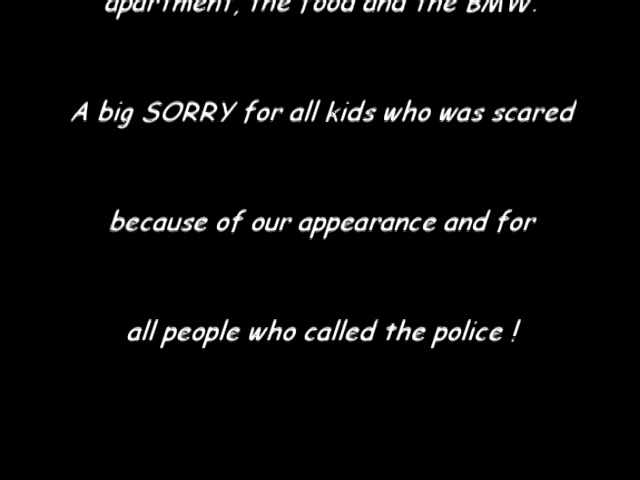 apartment, the food and the BMW.
A big SORRY for all kids who was scared
because of our appearance and for
all people who called the police !